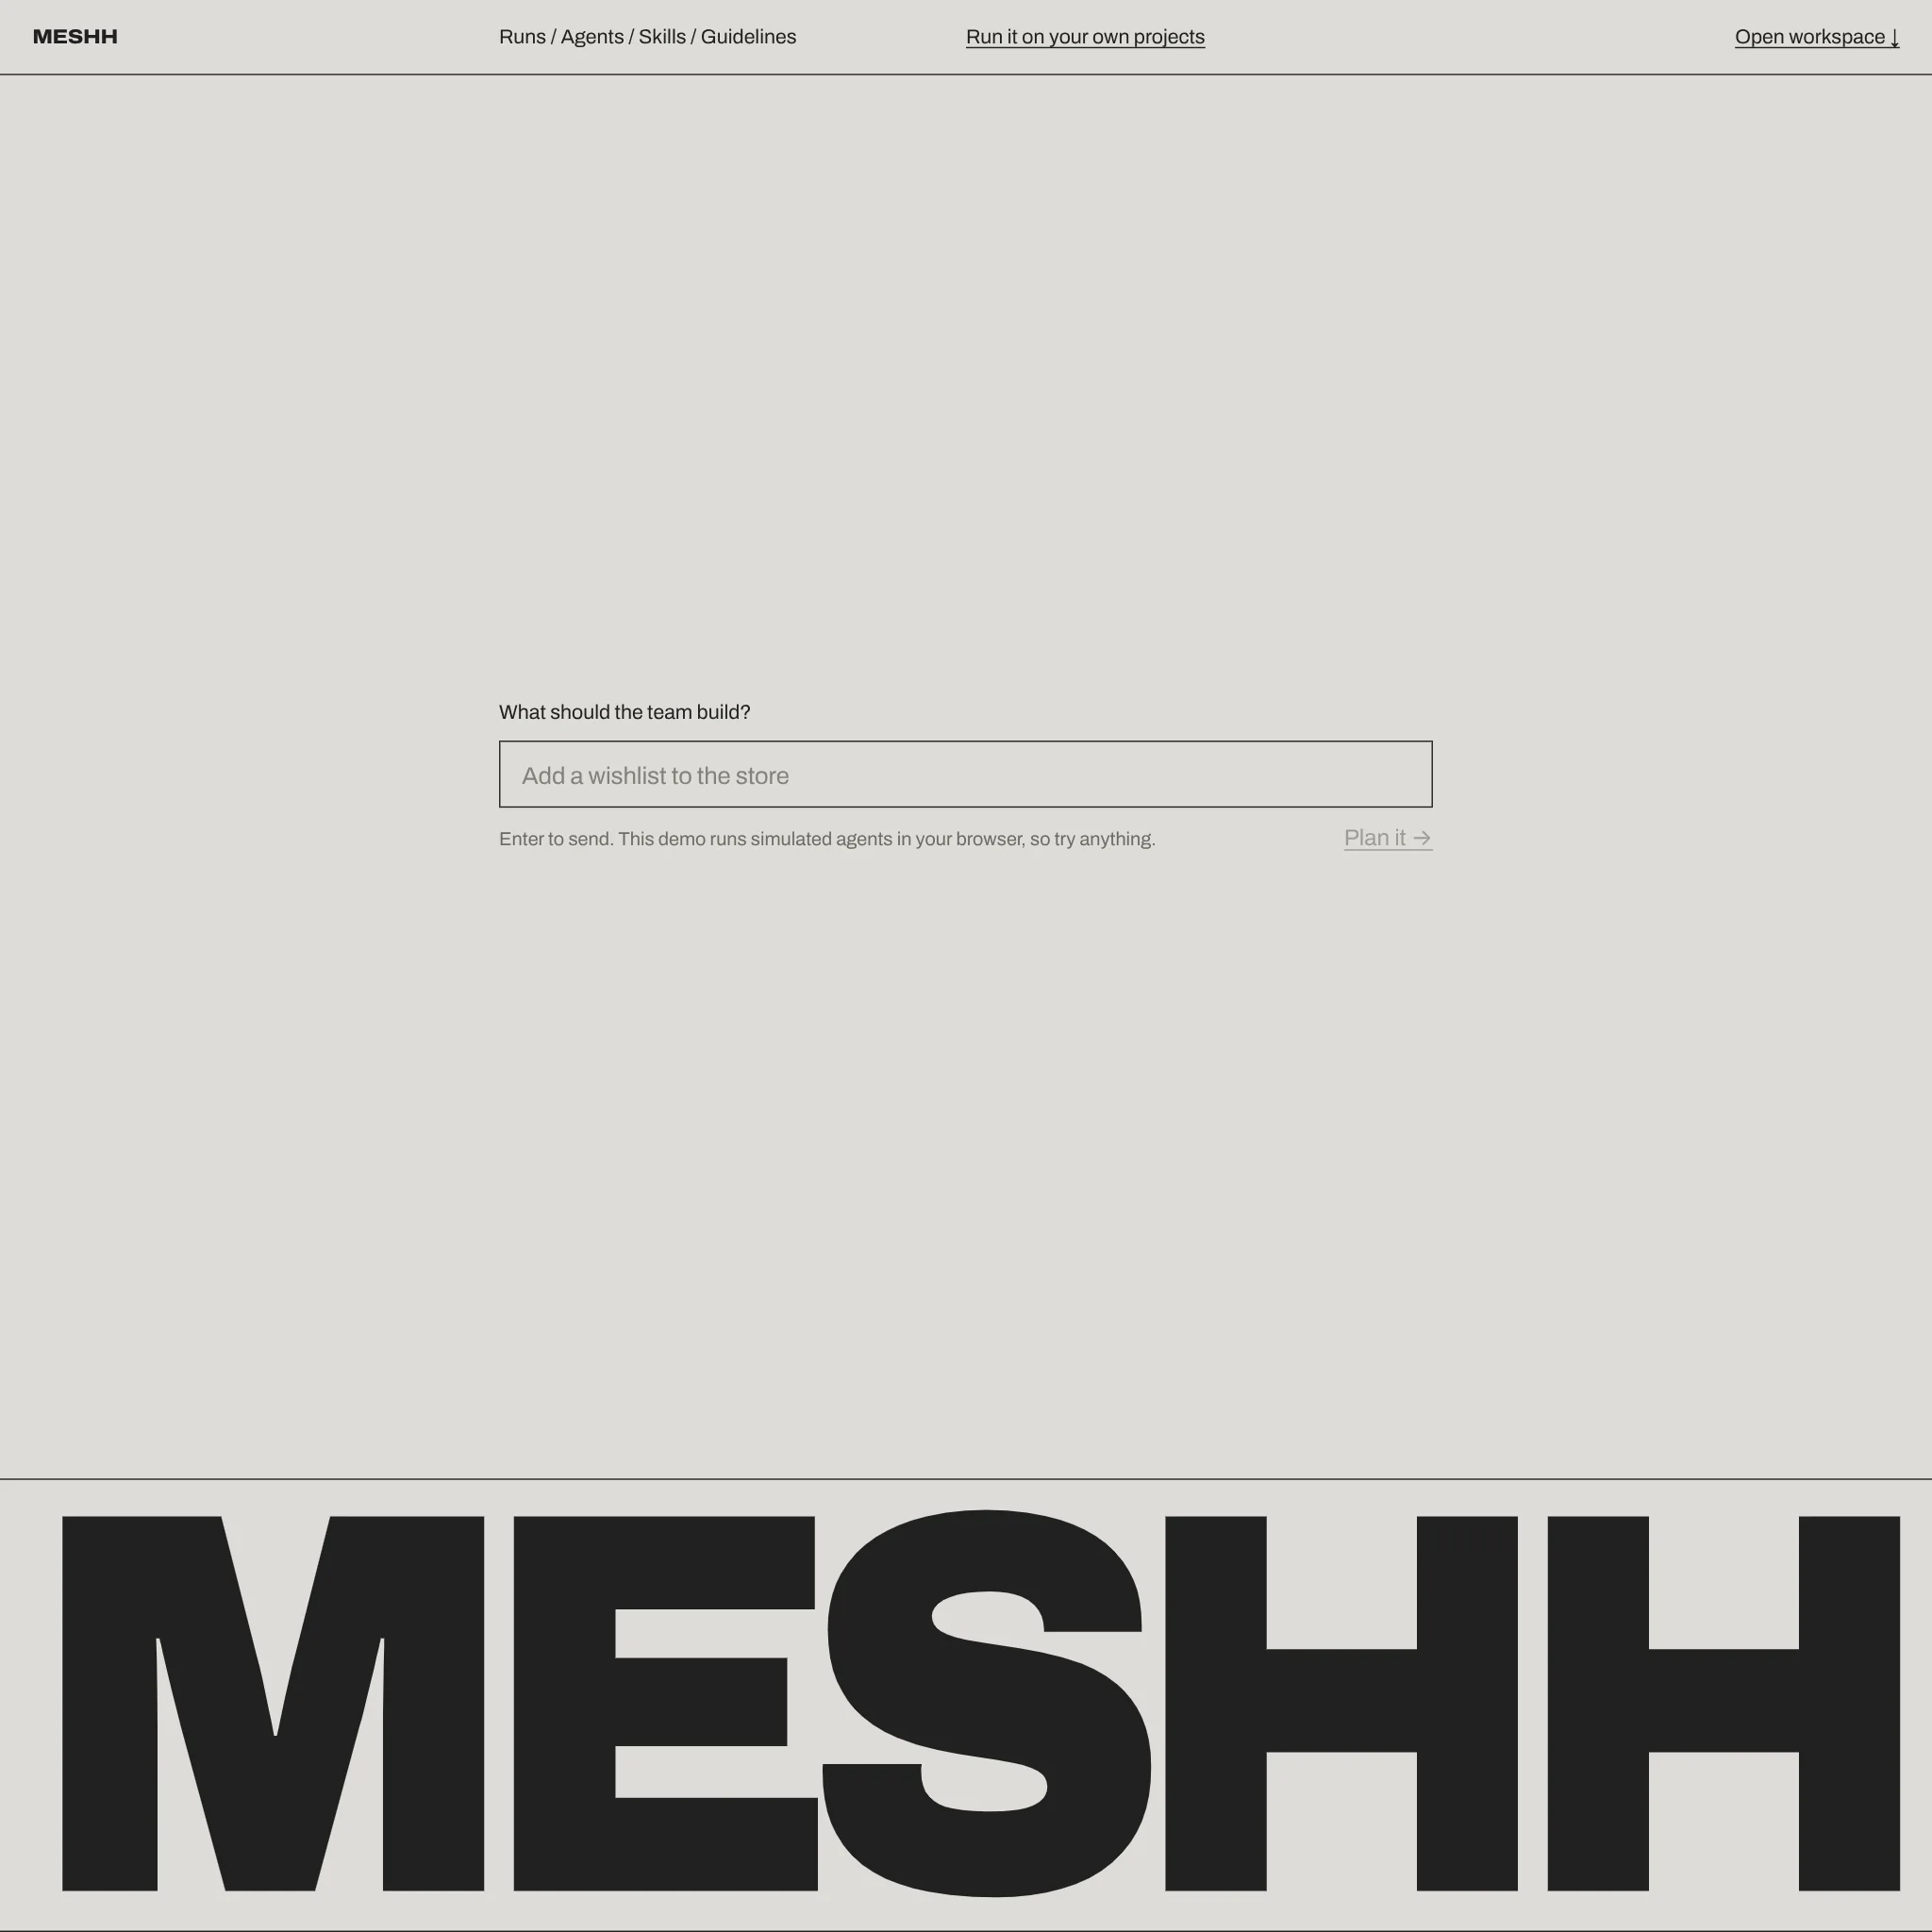 MESHH
Runs / Agents / Skills / Guidelines
Run it on your own projects
Open workspace ↓
What should the team build?
Add a wishlist to the store
Enter to send. This demo runs simulated agents in your browser, so try anything.
Plan it →
MESHH